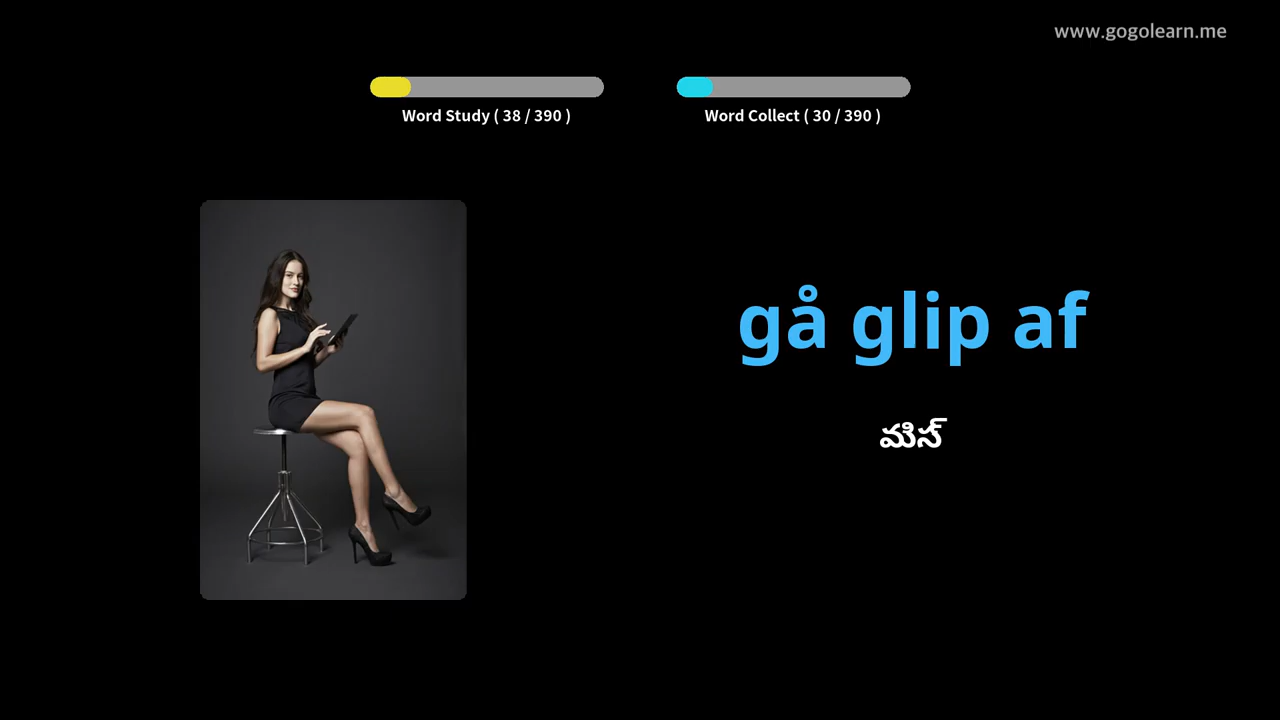 www.gogolearn.me
Word Study ( 38 / 390 )
Word Collect ( 30 / 390 )
gå glip af
మిస్